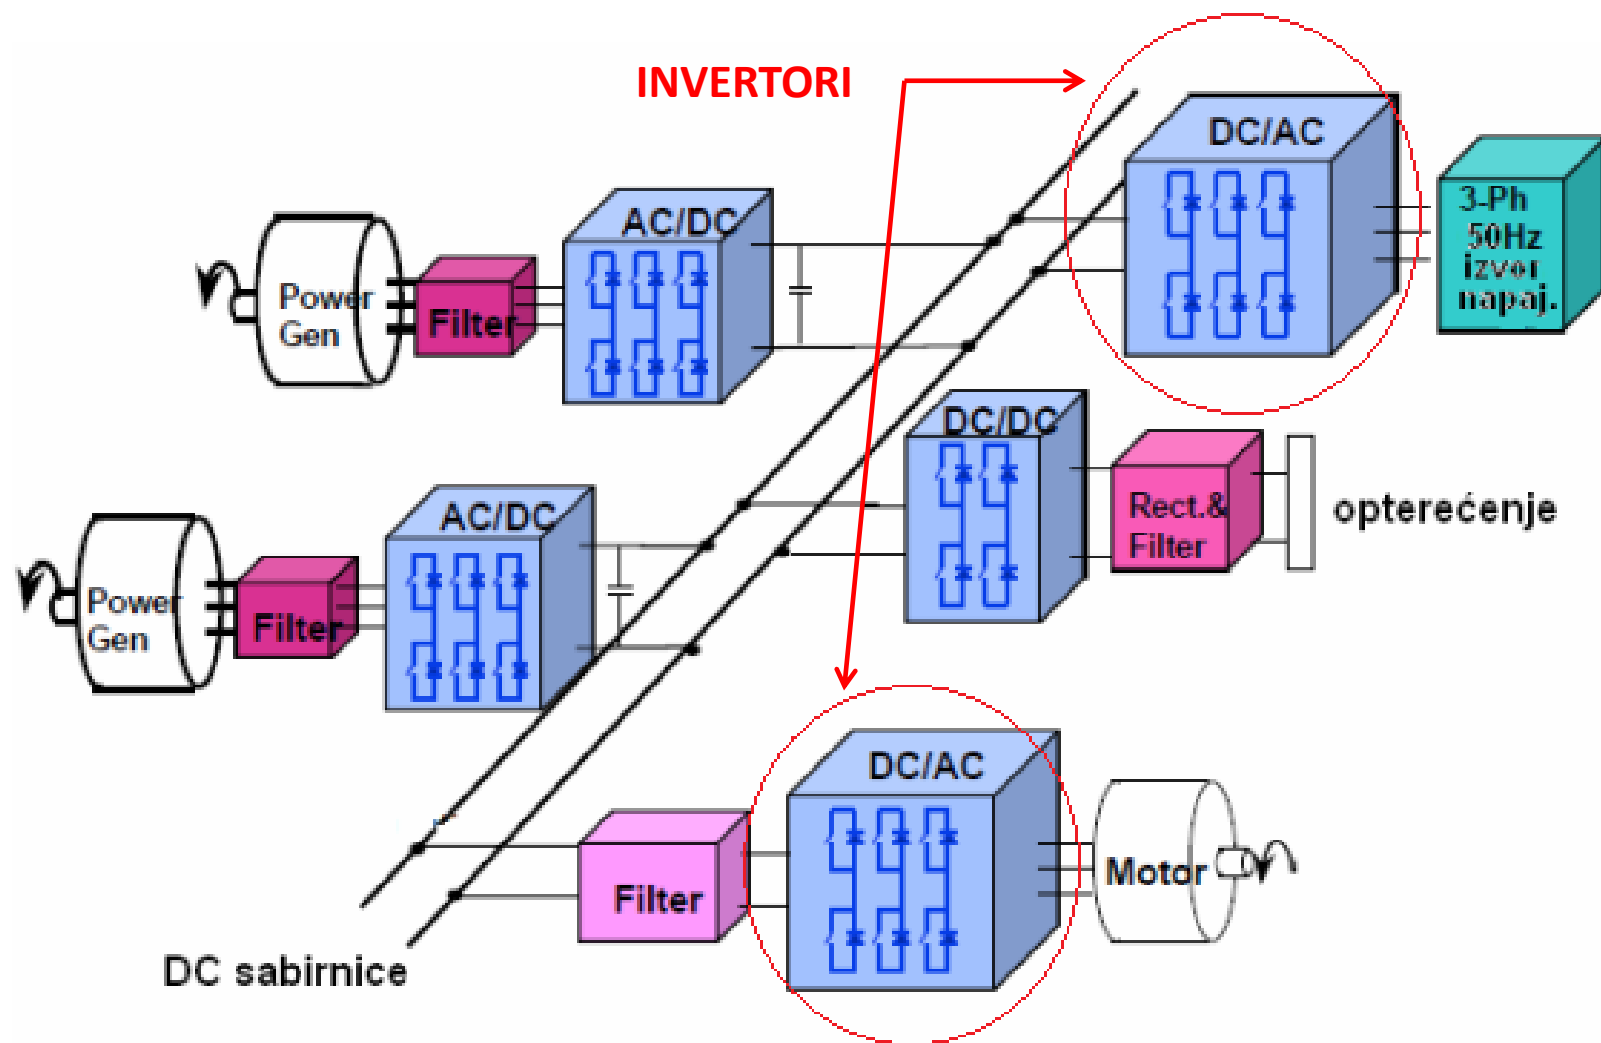 INVERTORI
DC/AC
3-Ph
50Hz
izvor
napaj.
AC/DC
Power
Gen
Filter
DC/DC
Rect.&
Filter
opterećenje
AC/DC
Power
Gen
Filter
DC/AC
Filter
Motor
DC sabirnice